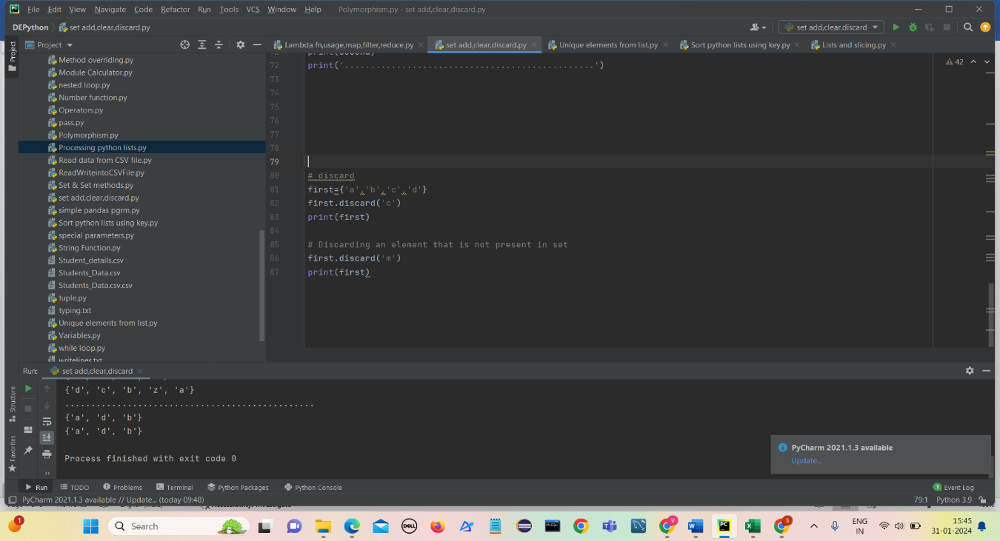 File Edit View Navigate Code Refactor Run Tools VCS Window Help Polymorphism.py - set add,clear,discard.py
DEPython set add,clear,discard.py set add,clear,discard
Project Lambda fn,usage,map,filter,reduce.py set add,clear,discard.py Unique elements from list.py Sort python lists using key.py Lists and slicing.py
Project
Method overriding.py
Module Calculator.py
nested loop.py
Number function.py
Operators.py
pass.py
Polymorphism.py
Processing python lists.py
Read data from CSV file.py
ReadWriteintoCSVFile.py
Set & Set methods.py
set add,clear,discard.py
simple pandas pgrm.py
Sort python lists using key.py
special parameters.py
String Function.py
Student_details.csv
Students_Data.csv
Students_Data.csv.csv
tuple.py
typing.txt
Unique elements from list.py
Variables.py
while loop.py
writelines.txt
42
71 print(second)
72 print('................................................')
73
74
75
76
77
78
79
80 # discard
81 first={'a','b','c','d'}
82 first.discard('c')
83 print(first)
84
85 # Discarding an element that is not present in set
86 first.discard('m')
87 print(first)
Run: set add,clear,discard
Structure
Favorites
{'d', 'c', 'b', 'z', 'a'}
................................................
{'a', 'd', 'b'}
{'a', 'd', 'b'}
Process finished with exit code 0
PyCharm 2021.1.3 available
Update...
Run TODO Problems Terminal Python Packages Python Console 1 Event Log
PyCharm 2021.1.3 available // Update... (today 09:48) 79:1 Python 3.9
1 Search DELL MySQL T V W PC X S ENG
IN
15:45
31-01-2024